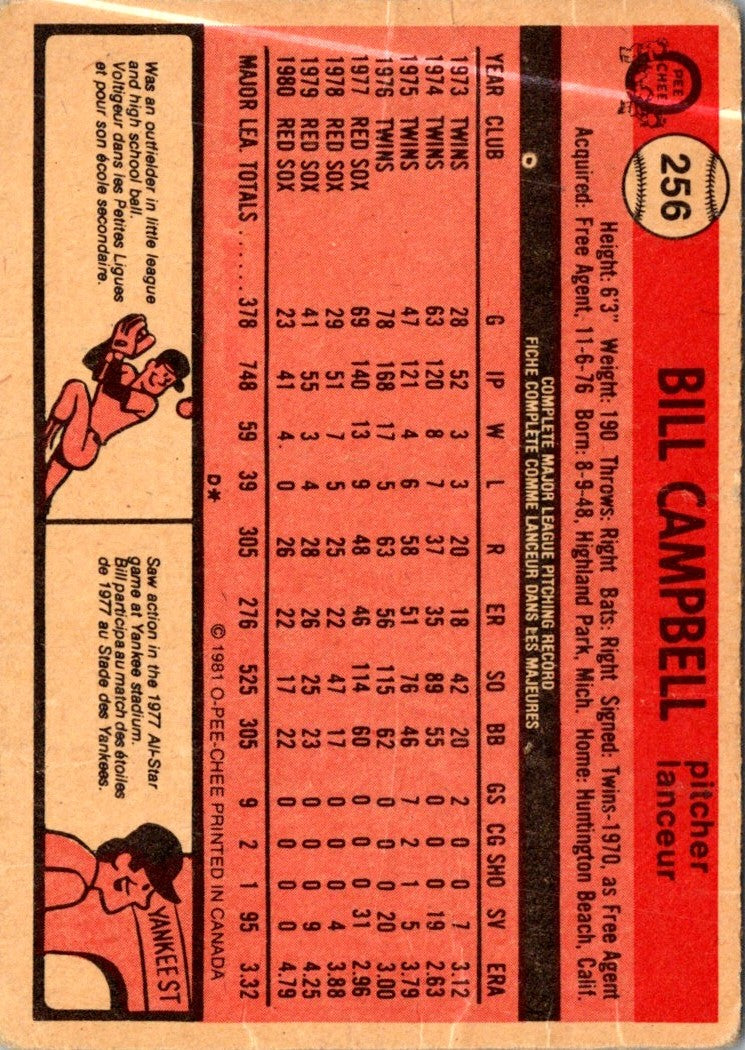 O PEE CHEE
256
BILL CAMPBELL
pitcher
lanceur
Height: 6'3" Weight: 190 Throws: Right Bats: Right Signed: Twins-1970, as Free Agent
Acquired: Free Agent, 11-6-76 Born: 8-9-48, Highland Park, Mich. Home: Huntington Beach, Calif.
COMPLETE MAJOR LEAGUE PITCHING RECORD
FICHE COMPLETE COMME LANCEUR DANS LES MAJEURES
YEAR CLUB G IP W L R ER SO BB GS CG SHO SV ERA
1973 TWINS 28 52 3 3 20 18 42 20 2 0 0 7 3.12
1974 TWINS 63 120 8 7 37 35 89 55 0 0 0 19 2.63
1975 TWINS 47 121 4 6 58 51 76 46 7 2 1 5 3.79
1976 TWINS 78 168 17 5 63 56 115 62 0 0 0 20 3.00
1977 RED SOX 69 140 13 9 48 46 114 60 0 0 0 31 2.96
1978 RED SOX 29 51 7 5 25 22 47 17 0 0 0 4 3.88
1979 RED SOX 41 55 3 4 28 26 25 23 0 0 0 9 4.25
1980 RED SOX 23 41 4 0 26 22 17 22 0 0 0 0 4.79
MAJOR LEA. TOTALS ...... 378 748 59 39 305 276 525 305 9 2 1 95 3.32
D* © 1981 O-PEE-CHEE PRINTED IN CANADA
Was an outfielder in little league
and high school ball.
Voltigeur dans les Petites Ligues
et pour son école secondaire.
Saw action in the 1977 All-Star
game at Yankee stadium.
Bill participa au match des étoiles
de 1977 au Stade des Yankees.
YANKEE ST